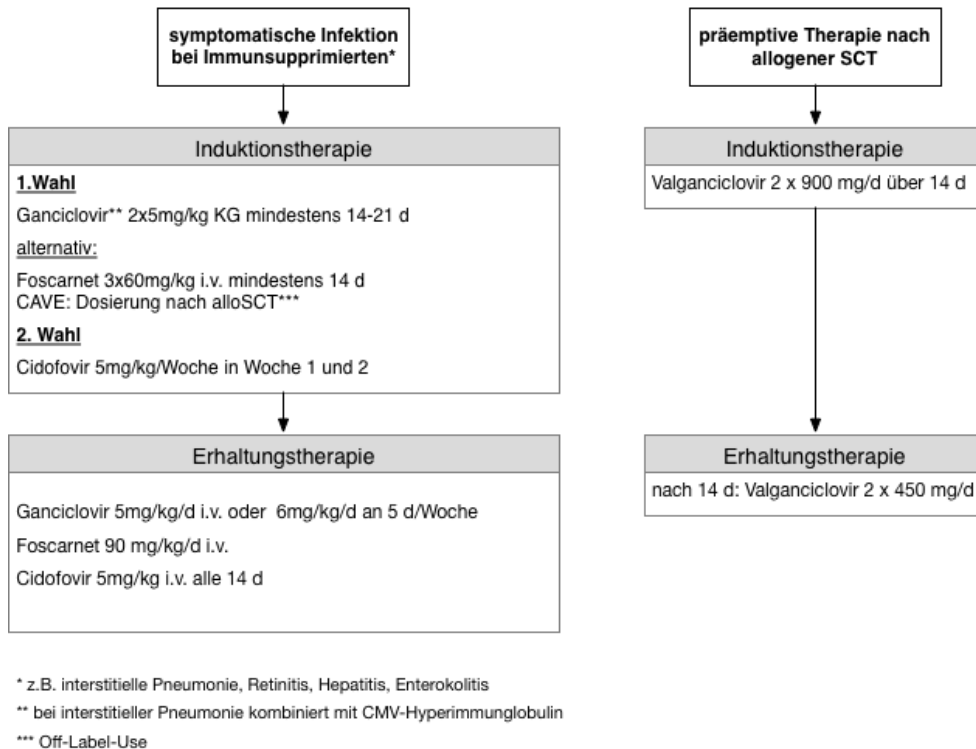 symptomatische Infektion
bei Immunsupprimierten*
Induktionstherapie
1.Wahl
Ganciclovir** 2x5mg/kg KG mindestens 14-21 d
alternativ:
Foscarnet 3x60mg/kg i.v. mindestens 14 d
CAVE: Dosierung nach alloSCT***
2. Wahl
Cidofovir 5mg/kg/Woche in Woche 1 und 2
Erhaltungstherapie
Ganciclovir 5mg/kg/d i.v. oder 6mg/kg/d an 5 d/Woche
Foscarnet 90 mg/kg/d i.v.
Cidofovir 5mg/kg i.v. alle 14 d
präemptive Therapie nach
allogener SCT
Induktionstherapie
Valganciclovir 2 x 900 mg/d über 14 d
Erhaltungstherapie
nach 14 d: Valganciclovir 2 x 450 mg/d
* z.B. interstitielle Pneumonie, Retinitis, Hepatitis, Enterokolitis
** bei interstitieller Pneumonie kombiniert mit CMV-Hyperimmunglobulin
*** Off-Label-Use